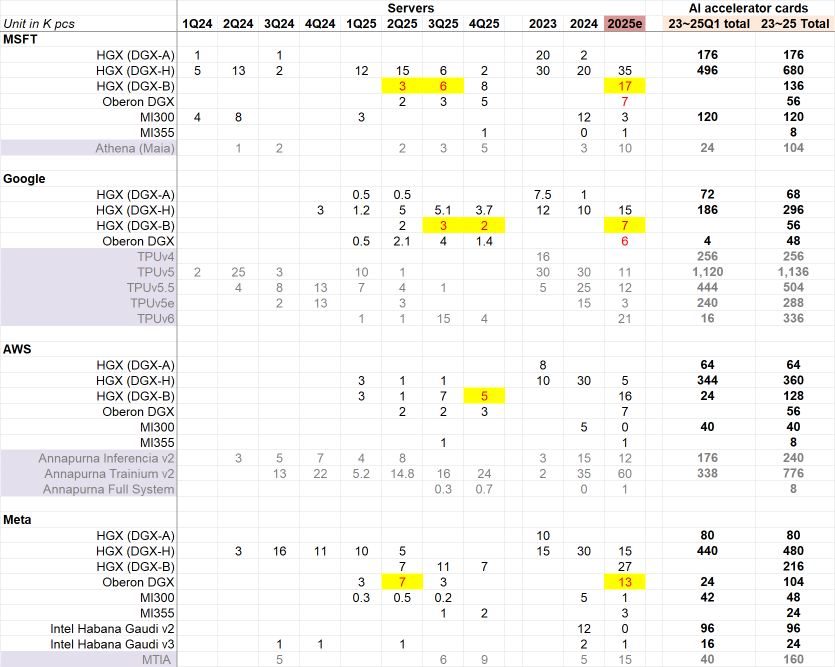 Servers AI accelerator cards
Unit in K pcs 1Q24 2Q24 3Q24 4Q24 1Q25 2Q25 3Q25 4Q25 2023 2024 2025e 23~25Q1 total 23~25 Total
MSFT
HGX (DGX-A) 1 1 20 2 176 176
HGX (DGX-H) 5 13 2 12 15 6 2 30 20 35 496 680
HGX (DGX-B) 3 6 8 17 136
Oberon DGX 2 3 5 7 56
MI300 4 8 3 12 3 120 120
MI355 1 0 1 8
Athena (Maia) 1 2 2 3 5 3 10 24 104
Google
HGX (DGX-A) 0.5 0.5 7.5 1 72 68
HGX (DGX-H) 3 1.2 5 5.1 3.7 12 10 15 186 296
HGX (DGX-B) 2 3 2 7 56
Oberon DGX 0.5 2.1 4 1.4 6 4 48
TPUv4 16 256 256
TPUv5 2 25 3 10 1 30 30 11 1,120 1,136
TPUv5.5 4 8 13 7 4 1 5 25 12 444 504
TPUv5e 2 13 3 15 3 240 288
TPUv6 1 1 15 4 21 16 336
AWS
HGX (DGX-A) 8 64 64
HGX (DGX-H) 3 1 1 10 30 5 344 360
HGX (DGX-B) 3 1 7 5 16 24 128
Oberon DGX 2 2 3 7 56
MI300 5 0 40 40
MI355 1 1 8
Annapurna Inferencia v2 3 5 7 4 8 3 15 12 176 240
Annapurna Trainium v2 13 22 5.2 14.8 16 24 2 35 60 338 776
Annapurna Full System 0.3 0.7 0 1 8
Meta
HGX (DGX-A) 10 80 80
HGX (DGX-H) 3 16 11 10 5 15 30 15 440 480
HGX (DGX-B) 7 11 7 27 216
Oberon DGX 3 7 3 13 24 104
MI300 0.3 0.5 0.2 5 1 42 48
MI355 1 2 3 24
Intel Habana Gaudi v2 12 0 96 96
Intel Habana Gaudi v3 1 1 1 2 1 16 24
MTIA 5 6 9 5 15 40 160